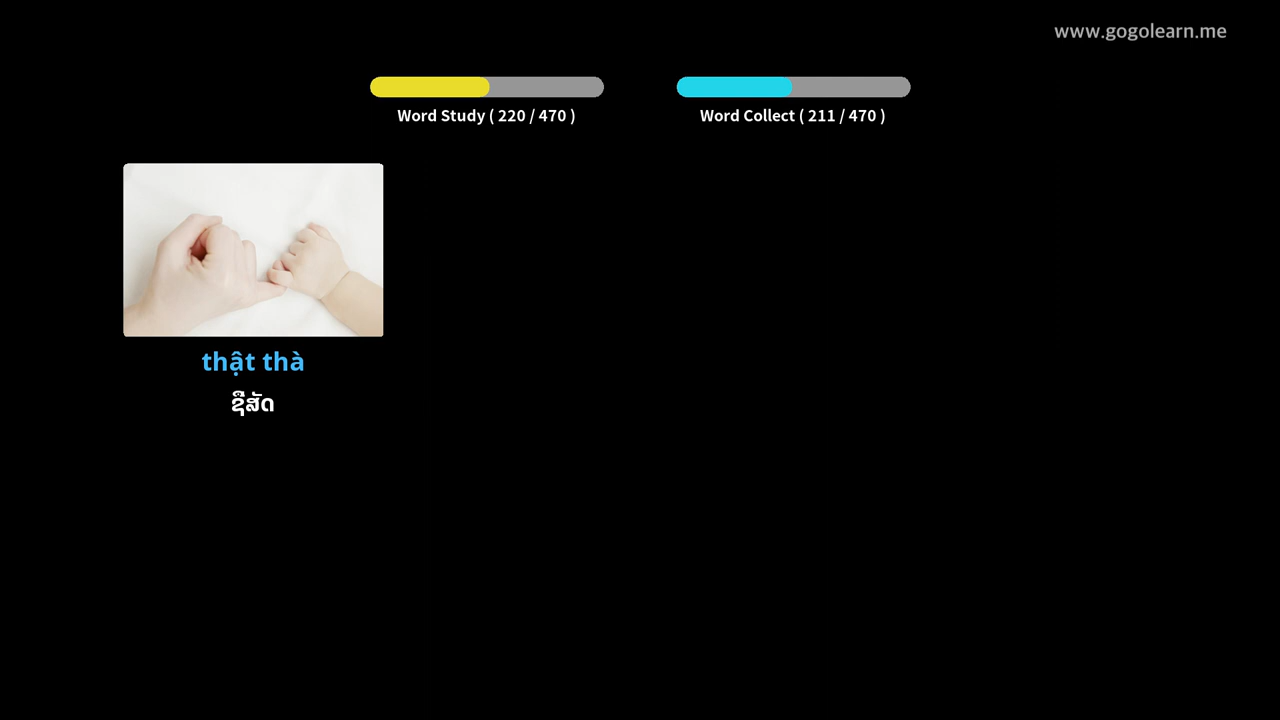 www.gogolearn.me
Word Study ( 220 / 470 )
Word Collect ( 211 / 470 )
thật thà
ຊື່ສັດ